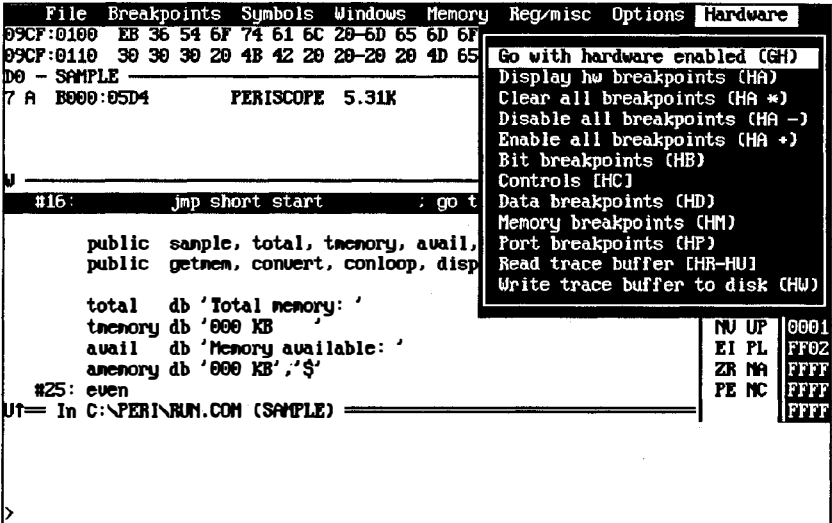 File Breakpoints Symbols Windows Memory Reg/misc Options Hardware
09CF:0100 EB 36 54 6F 74 61 6C 20-6D 65 6D 6F
09CF:0110 30 30 30 20 4B 42 20 20-20 20 4D 65
D0 - SAMPLE
7 A B000:05D4 PERISCOPE 5.31K
W
#16: jmp short start ; go t
public sample, total, tmemory, avail,
public getmem, convert, conloop, disp
total db 'Total memory: '
tmemory db '000 KB '
avail db 'Memory available: '
amemory db '000 KB','$'
#25: even
U↑== In C:\PERI\RUN.COM (SAMPLE)
>
Go with hardware enabled (GH)
Display hw breakpoints (HA)
Clear all breakpoints (HA *)
Disable all breakpoints (HA -)
Enable all breakpoints (HA +)
Bit breakpoints (HB)
Controls [HC]
Data breakpoints (HD)
Memory breakpoints (HM)
Port breakpoints (HP)
Read trace buffer [HR-HU]
Write trace buffer to disk (HW)
NV UP 0001
EI PL FF02
ZR NA FFFF
PE NC FFFF
FFFF